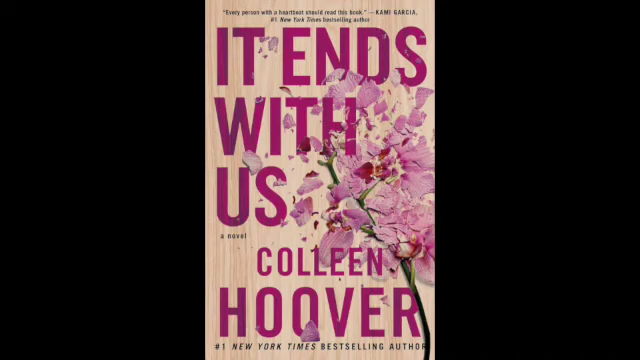 "Every person with a heartbeat should read this book." — KAMI GARCIA,
#1 New York Times bestselling author
IT ENDS
WITH
US
a novel
COLLEEN
HOOVER
#1 NEW YORK TIMES BESTSELLING AUTHOR